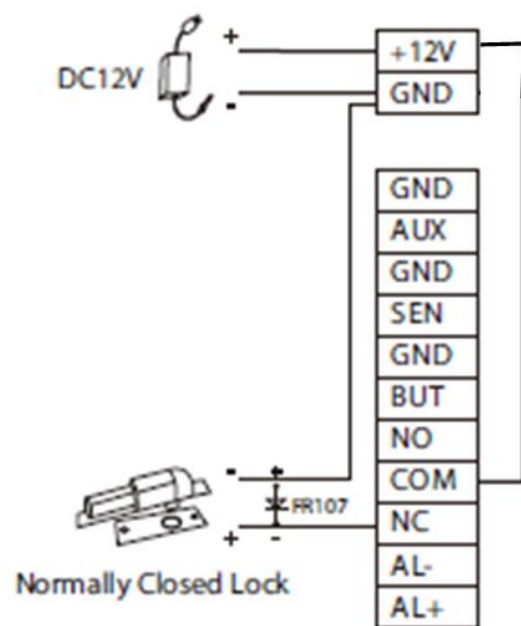 +
DC12V
-
+12V
GND
GND
AUX
GND
SEN
GND
BUT
NO
COM
NC
AL-
AL+
- +
FR107
+ -
Normally Closed Lock